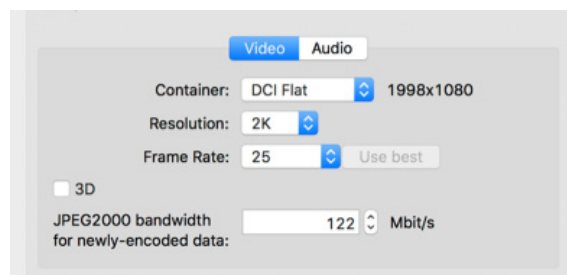 Video Audio
Container: DCI Flat 1998x1080
Resolution: 2K
Frame Rate: 25 Use best
3D
JPEG2000 bandwidth
for newly-encoded data: 122 Mbit/s